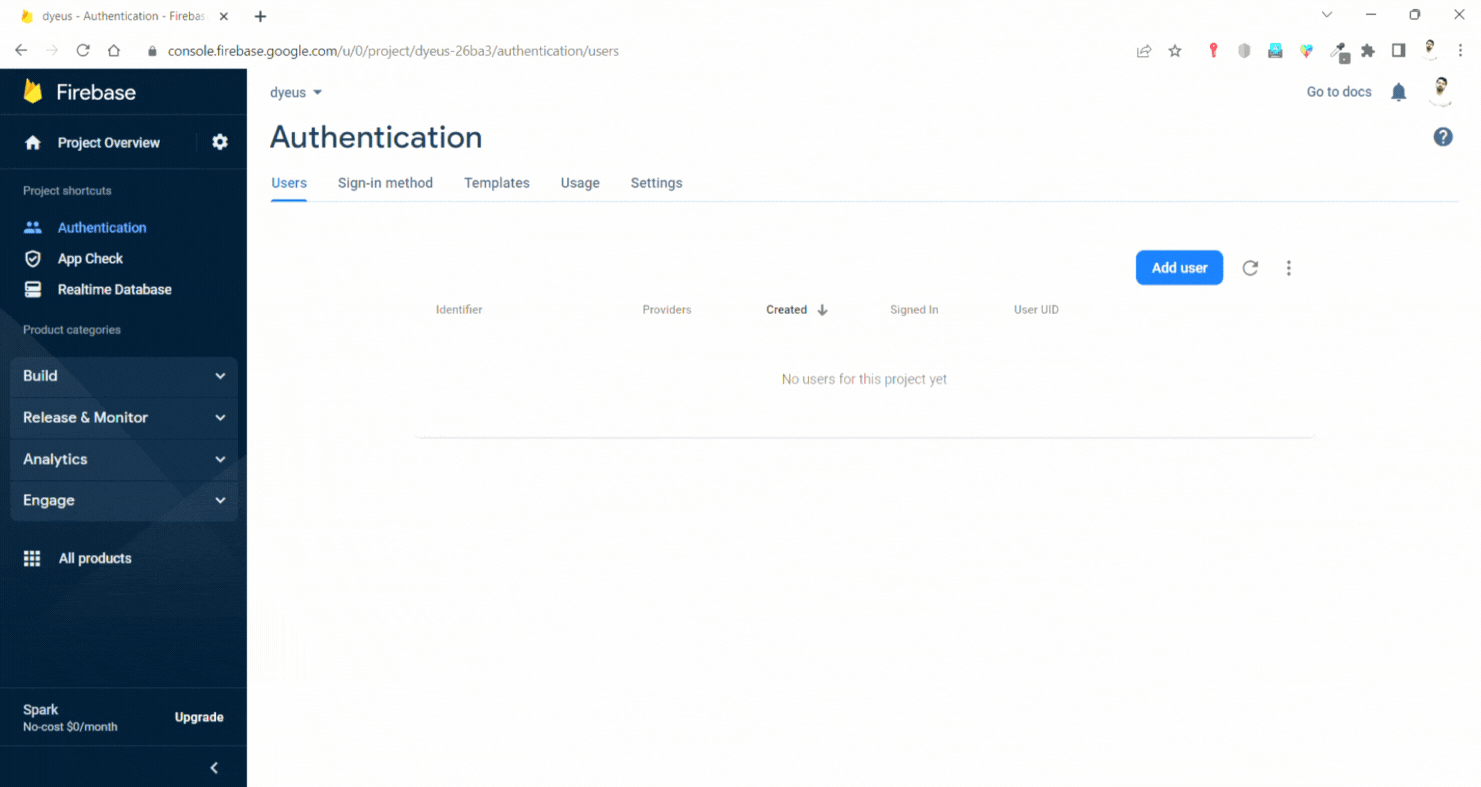 dyeus - Authentication - Firebas
console.firebase.google.com/u/0/project/dyeus-26ba3/authentication/users
Firebase
dyeus
Go to docs
Project Overview
Authentication
Project shortcuts
Users Sign-in method Templates Usage Settings
Authentication
App Check
Realtime Database
Add user
Identifier Providers Created Signed In User UID
Product categories
No users for this project yet
Build
Release & Monitor
Analytics
Engage
All products
Spark
No-cost $0/month
Upgrade